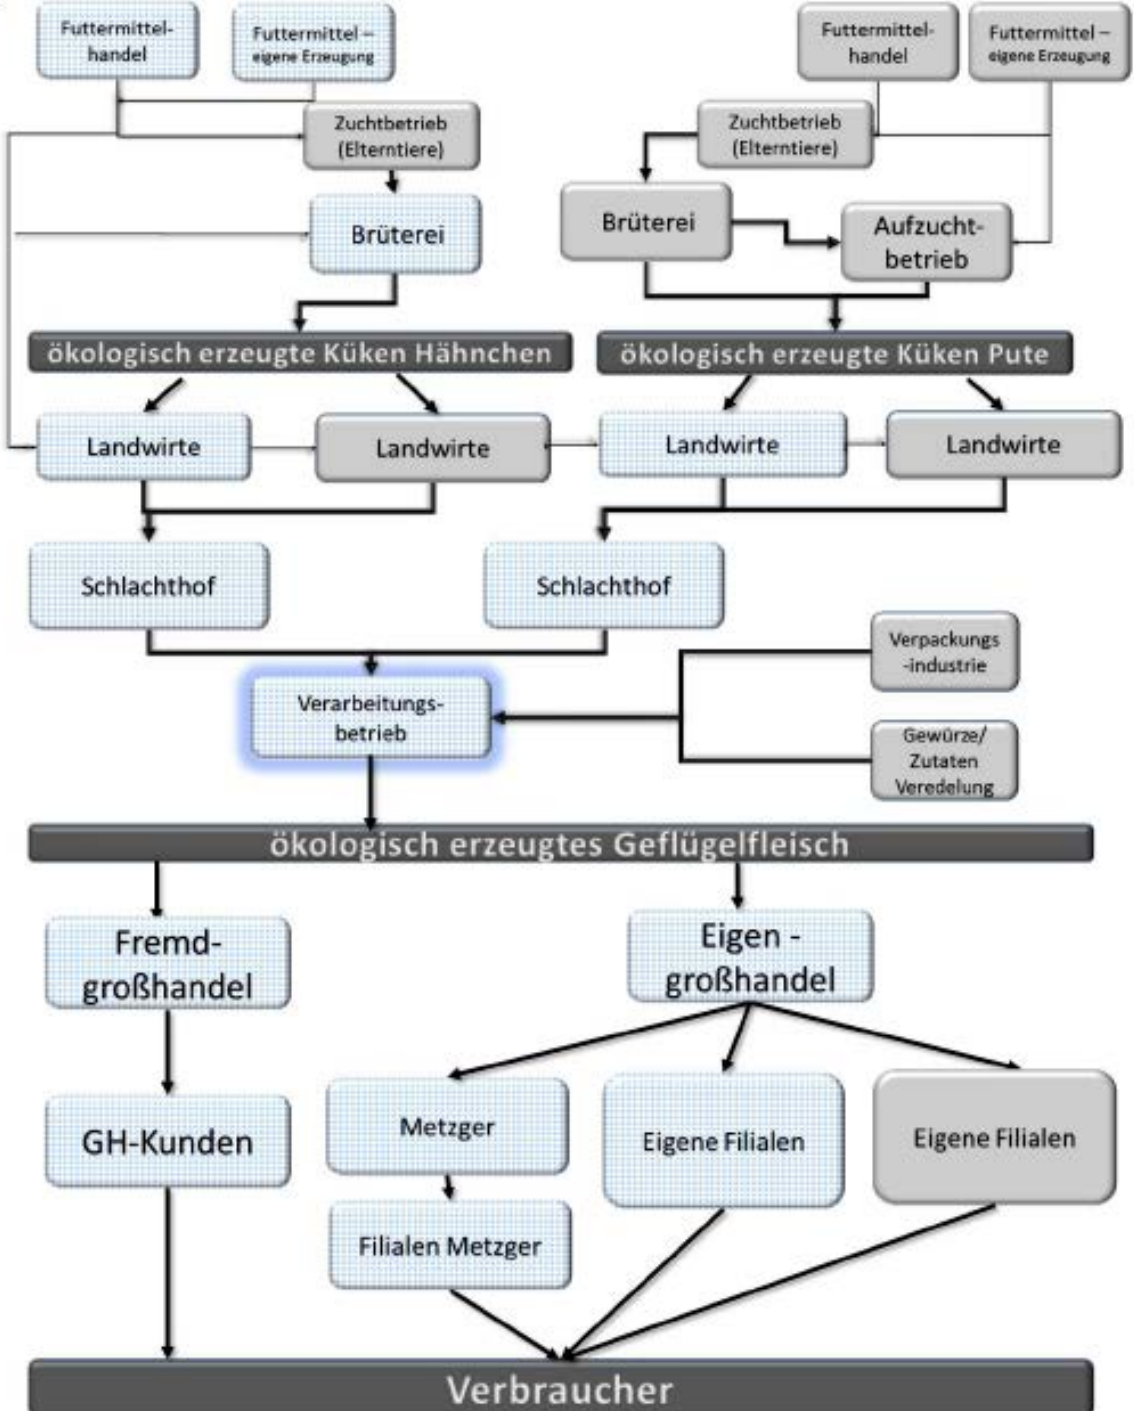 Futtermittel-
handel
Futtermittel –
eigene Erzeugung
Futtermittel-
handel
Futtermittel –
eigene Erzeugung
Zuchtbetrieb
(Elterntiere)
Zuchtbetrieb
(Elterntiere)
Brüterei
Brüterei
Aufzucht-
betrieb
ökologisch erzeugte Küken Hähnchen
ökologisch erzeugte Küken Pute
Landwirte
Landwirte
Landwirte
Landwirte
Schlachthof
Schlachthof
Verpackungs
-industrie
Verarbeitungs-
betrieb
Gewürze/
Zutaten
Veredelung
ökologisch erzeugtes Geflügelfleisch
Fremd-
großhandel
Eigen -
großhandel
GH-Kunden
Metzger
Eigene Filialen
Eigene Filialen
Filialen Metzger
Verbraucher